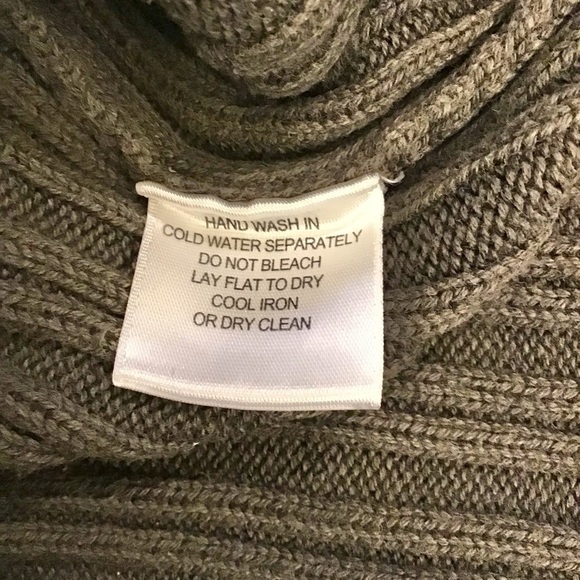 HAND WASH IN
COLD WATER SEPARATELY
DO NOT BLEACH
LAY FLAT TO DRY
COOL IRON
OR DRY CLEAN